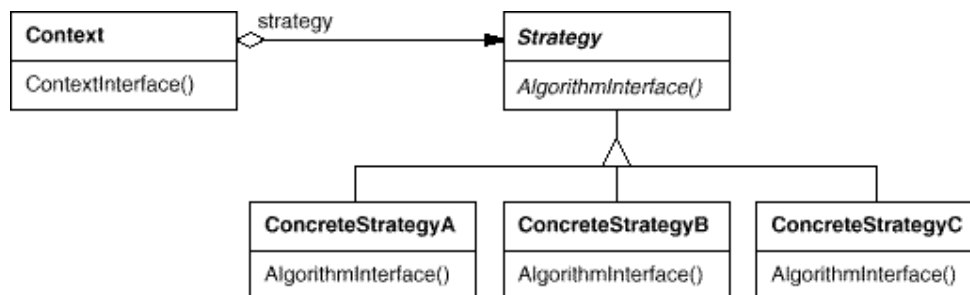 strategy
Context
ContextInterface()
Strategy
AlgorithmInterface()
ConcreteStrategyA
AlgorithmInterface()
ConcreteStrategyB
AlgorithmInterface()
ConcreteStrategyC
AlgorithmInterface()